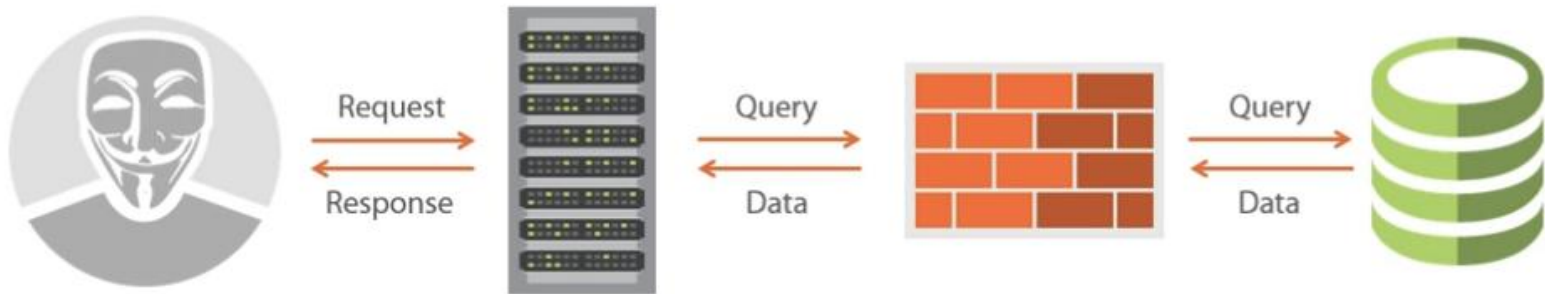 Request
Response
Query
Data
Query
Data